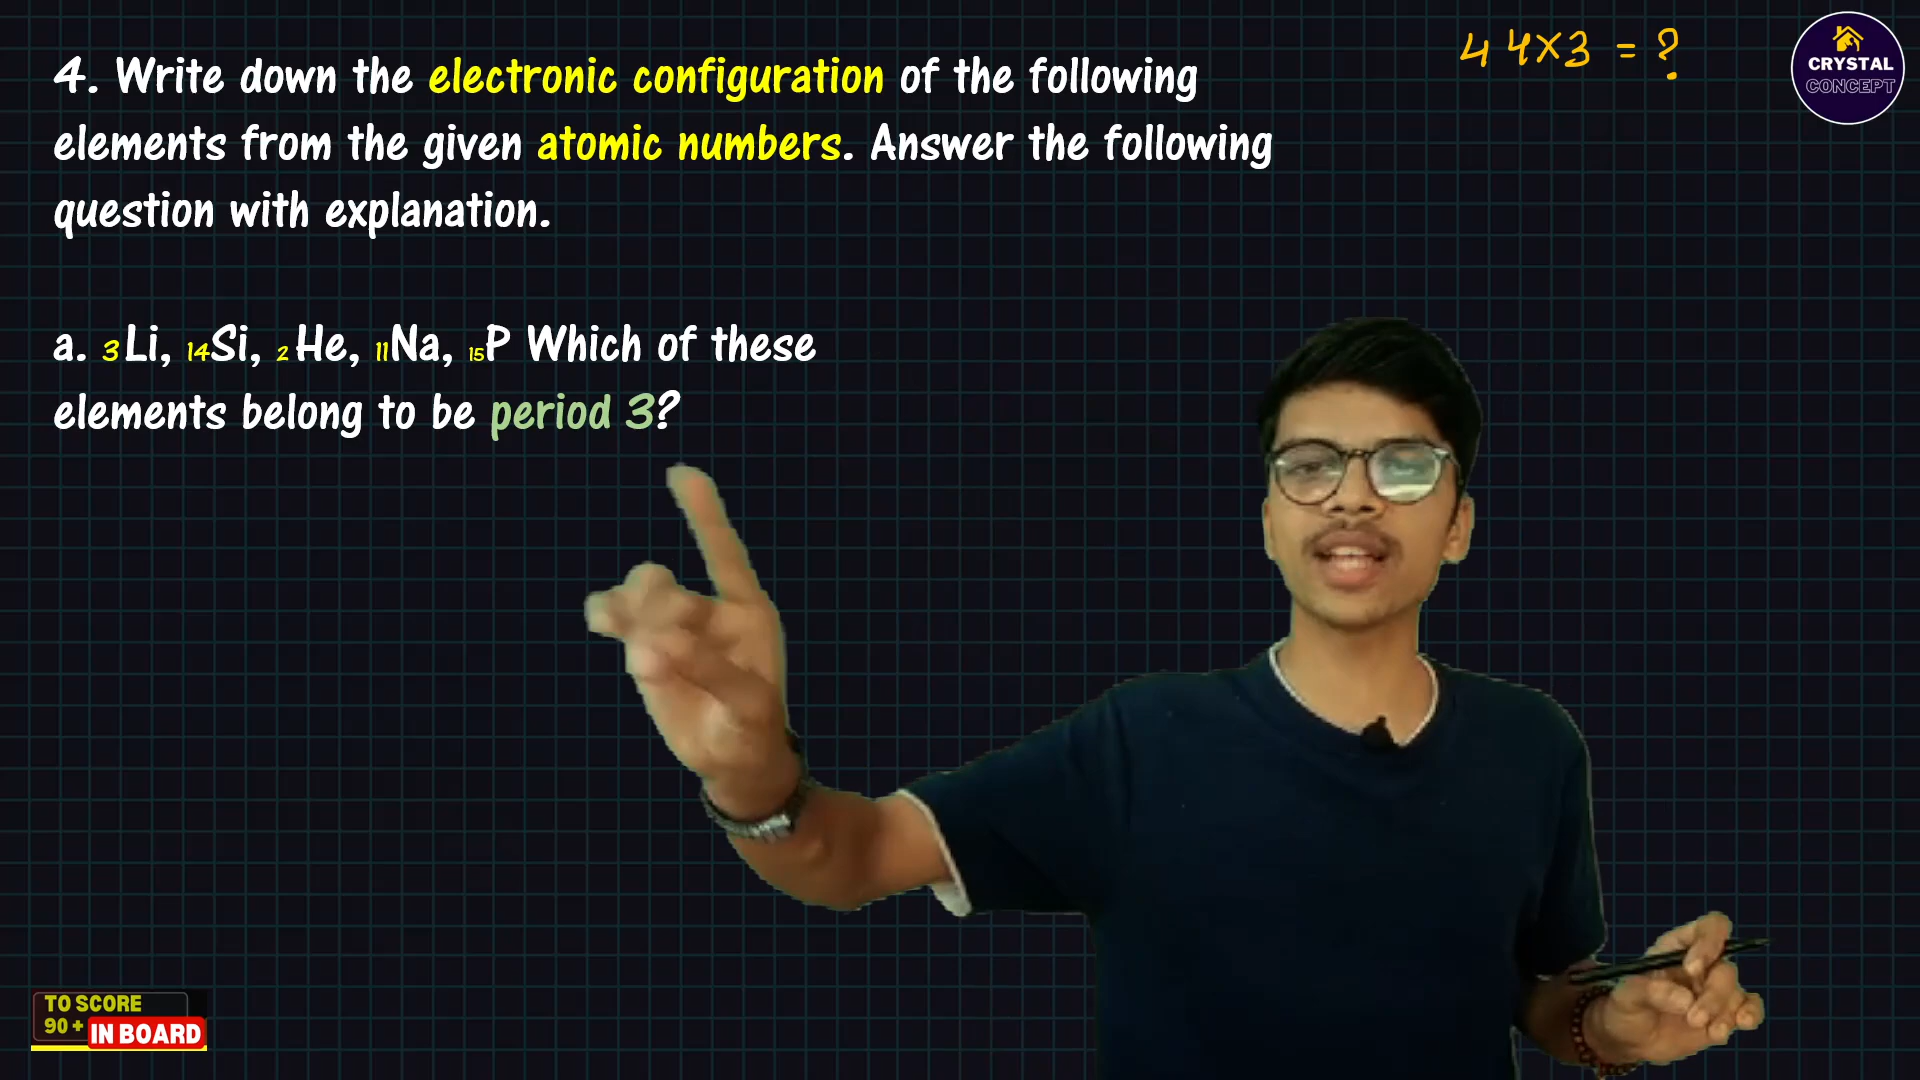 4. Write down the electronic configuration of the following
elements from the given atomic numbers. Answer the following
question with explanation.
a. 3Li, 14Si, 2He, 11Na, 15P Which of these
elements belong to be period 3?
4 4×3 = ?
CRYSTAL
CONCEPT
TO SCORE
90 + IN BOARD